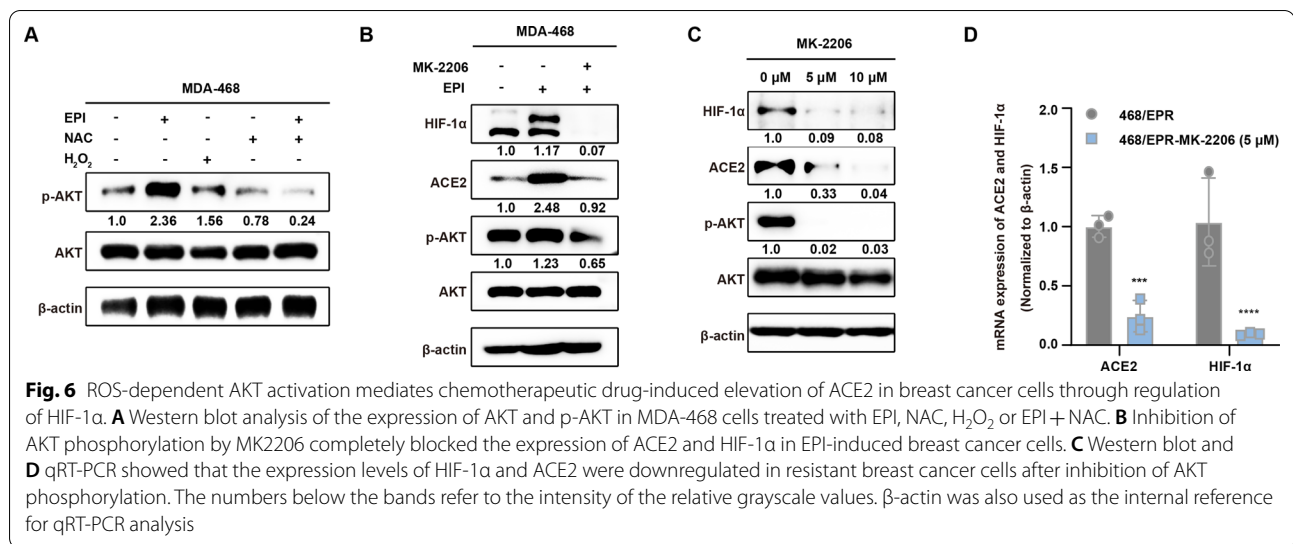 A
MDA-468
EPI - + - - +
NAC - - - + +
H₂O₂ - - + - -
p-AKT
1.0 2.36 1.56 0.78 0.24
AKT
β-actin
B
MDA-468
MK-2206 - - +
EPI - + +
HIF-1α
1.0 1.17 0.07
ACE2
1.0 2.48 0.92
p-AKT
1.0 1.23 0.65
AKT
β-actin
C
MK-2206
0 μM 5 μM 10 μM
HIF-1α
1.0 0.09 0.08
ACE2
1.0 0.33 0.04
p-AKT
1.0 0.02 0.03
AKT
β-actin
D
mRNA expression of ACE2 and HIF-1α
(Normalized to β-actin)
2.0
1.5
1.0
0.5
0.0
468/EPR
468/EPR-MK-2206 (5 μM)
***
****
ACE2 HIF-1α
Fig. 6 ROS-dependent AKT activation mediates chemotherapeutic drug-induced elevation of ACE2 in breast cancer cells through regulation
of HIF-1α. A Western blot analysis of the expression of AKT and p-AKT in MDA-468 cells treated with EPI, NAC, H₂O₂ or EPI + NAC. B Inhibition of
AKT phosphorylation by MK2206 completely blocked the expression of ACE2 and HIF-1α in EPI-induced breast cancer cells. C Western blot and
D qRT-PCR showed that the expression levels of HIF-1α and ACE2 were downregulated in resistant breast cancer cells after inhibition of AKT
phosphorylation. The numbers below the bands refer to the intensity of the relative grayscale values. β-actin was also used as the internal reference
for qRT-PCR analysis